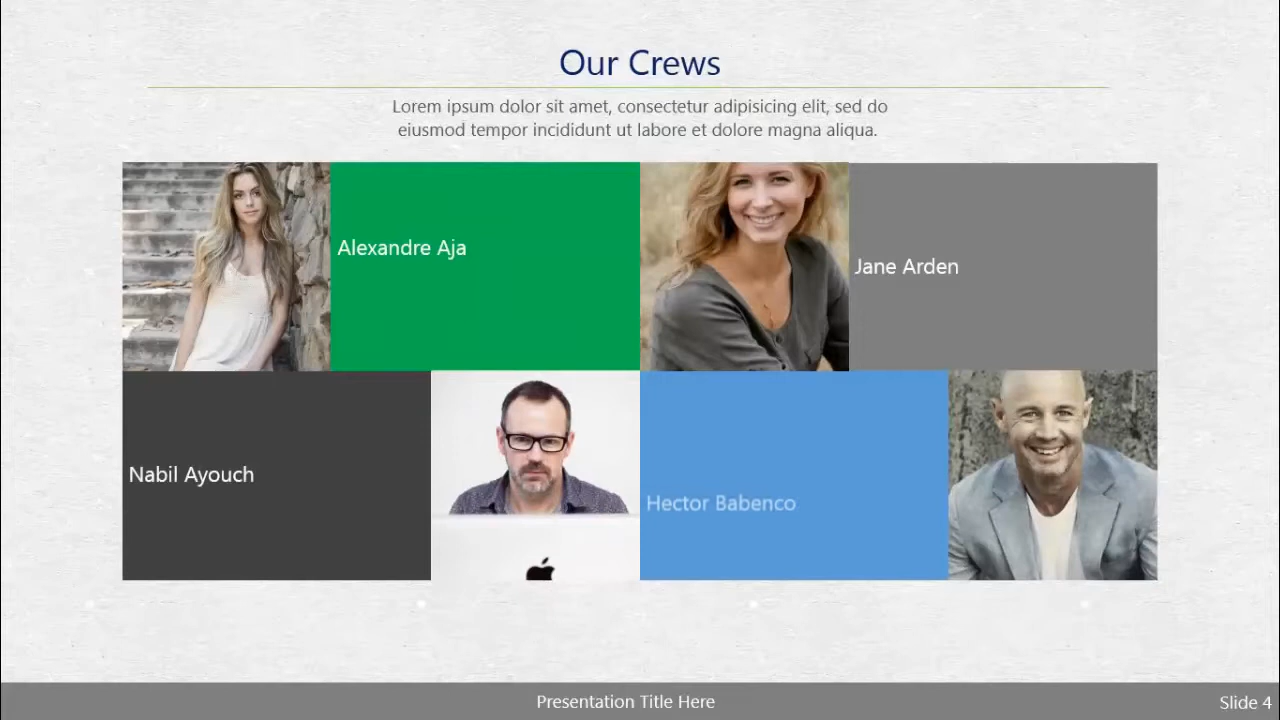 Our Crews
Lorem ipsum dolor sit amet, consectetur adipisicing elit, sed do
eiusmod tempor incididunt ut labore et dolore magna aliqua.
Alexandre Aja
Jane Arden
Nabil Ayouch
Hector Babenco
Presentation Title Here
Slide 4